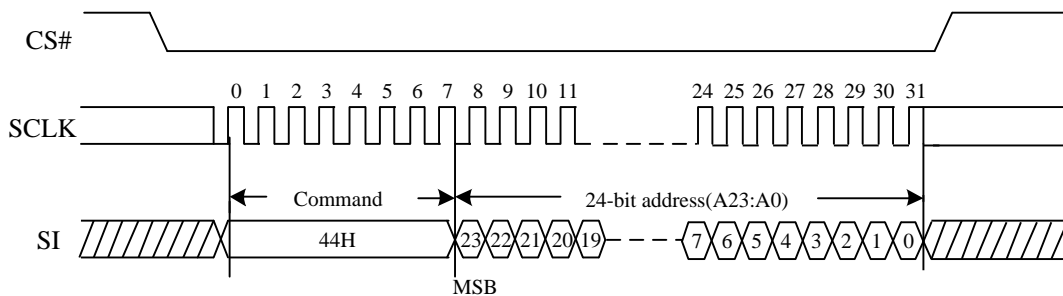 CS#
0 1 2 3 4 5 6 7 8 9 10 11 24 25 26 27 28 29 30 31
SCLK
Command 24-bit address(A23:A0)
SI 44H 23 22 21 20 19 7 6 5 4 3 2 1 0
MSB